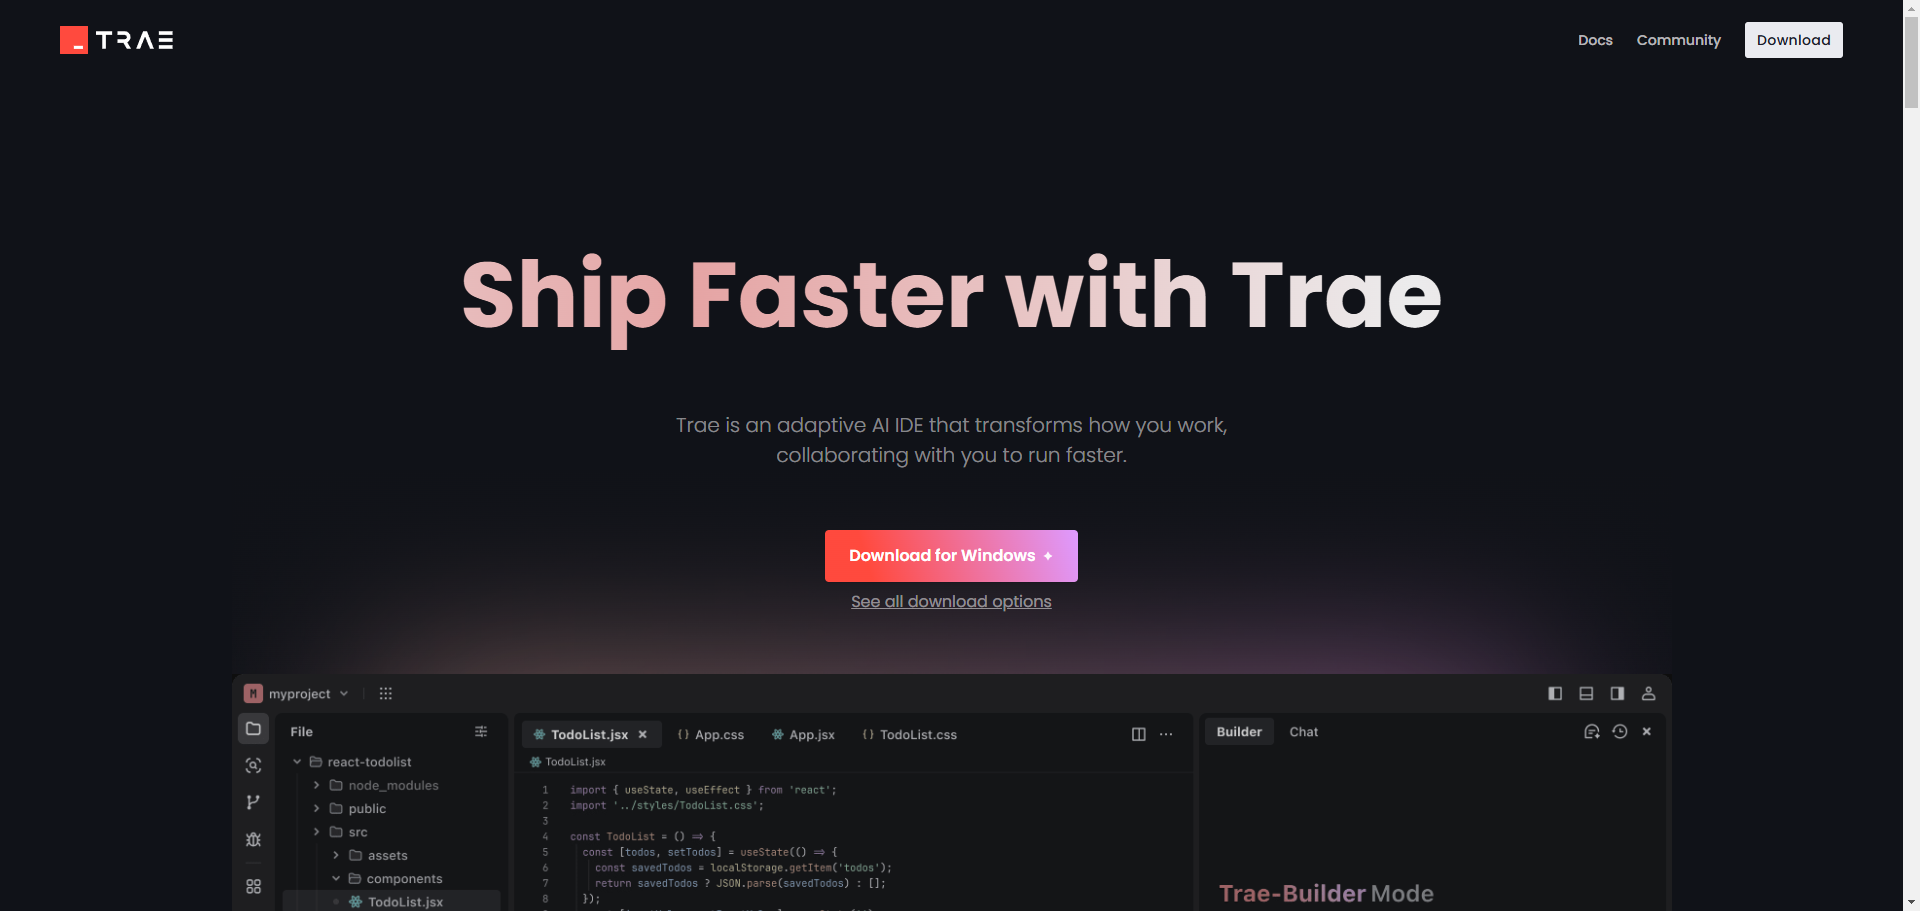 TRAE
Docs
Community
Download
Ship Faster with Trae
Trae is an adaptive AI IDE that transforms how you work,
collaborating with you to run faster.
Download for Windows
See all download options
M myproject
File
react-todolist
node_modules
public
src
assets
components
TodoList.jsx
TodoList.jsx
{} App.css
App.jsx
{} TodoList.css
TodoList.jsx
1 import { useState, useEffect } from 'react';
2 import '../styles/TodoList.css';
3
4 const TodoList = () => {
5 const [todos, setTodos] = useState(() => {
6 const savedTodos = localStorage.getItem('todos');
7 return savedTodos ? JSON.parse(savedTodos) : [];
8 });
Builder
Chat
Trae-Builder Mode